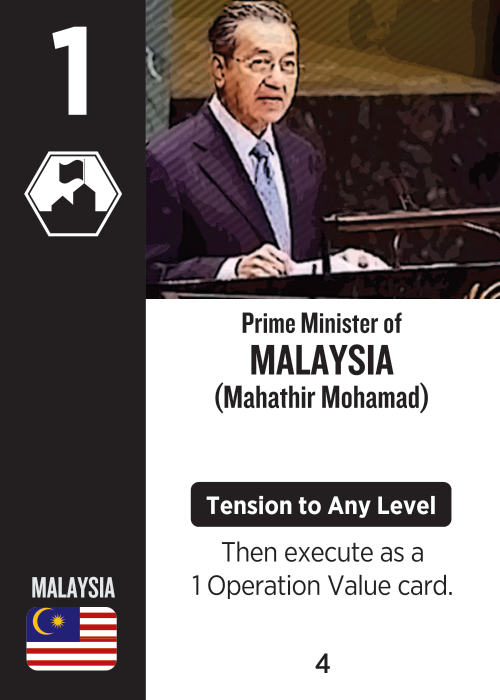 1
Prime Minister of
MALAYSIA
(Mahathir Mohamad)
Tension to Any Level
Then execute as a
1 Operation Value card.
MALAYSIA
4